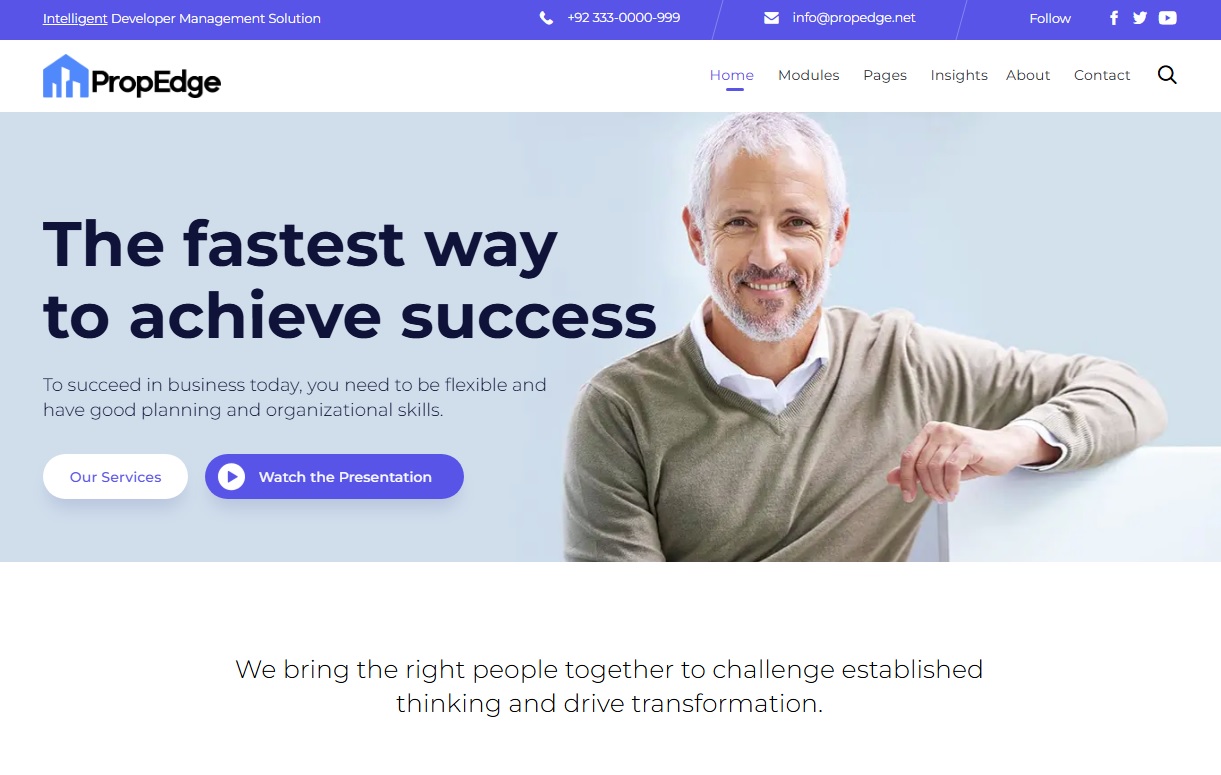 Intelligent Developer Management Solution
+92 333-0000-999
info@propedge.net
Follow
PropEdge
Home
Modules
Pages
Insights
About
Contact
The fastest way
to achieve success
To succeed in business today, you need to be flexible and
have good planning and organizational skills.
Our Services
Watch the Presentation
We bring the right people together to challenge established
thinking and drive transformation.